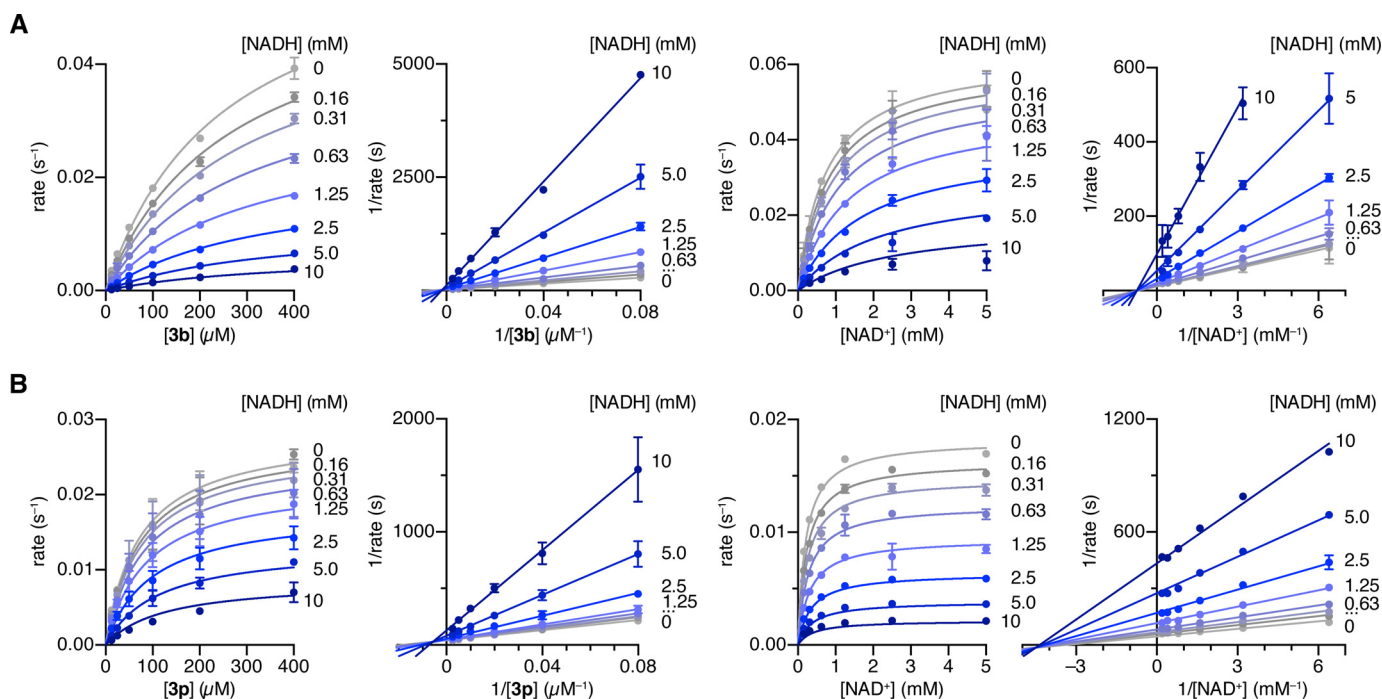 A
[NADH] (mM)
0.04
0.02
0.00
rate (s⁻¹)
0 100 200 300 400
[3b] (µM)
0
0.16
0.31
0.63
1.25
2.5
5.0
10
[NADH] (mM)
5000
2500
0
1/rate (s)
0 0.04 0.08
1/[3b] (µM⁻¹)
10
5.0
2.5
1.25
0.63
...
0
[NADH] (mM)
0.06
0.04
0.02
0.00
rate (s⁻¹)
0 1 2 3 4 5
[NAD⁺] (mM)
0
0.16
0.31
0.63
1.25
2.5
5.0
10
[NADH] (mM)
600
400
200
1/rate (s)
0 2 4 6
1/[NAD⁺] (mM⁻¹)
10
5
2.5
1.25
0.63
...
0
B
[NADH] (mM)
0.03
0.02
0.01
0.00
rate (s⁻¹)
0 100 200 300 400
[3p] (µM)
0
0.16
0.31
0.63
1.25
2.5
5.0
10
[NADH] (mM)
2000
1000
0
1/rate (s)
0 0.04 0.08
1/[3p] (µM⁻¹)
10
5.0
2.5
1.25
...
0
[NADH] (mM)
0.02
0.01
0.00
rate (s⁻¹)
0 1 2 3 4 5
[NAD⁺] (mM)
0
0.16
0.31
0.63
1.25
2.5
5.0
10
[NADH] (mM)
1200
600
0
1/rate (s)
−3 0 3 6
1/[NAD⁺] (µM⁻¹)
10
5.0
2.5
1.25
0.63
...
0